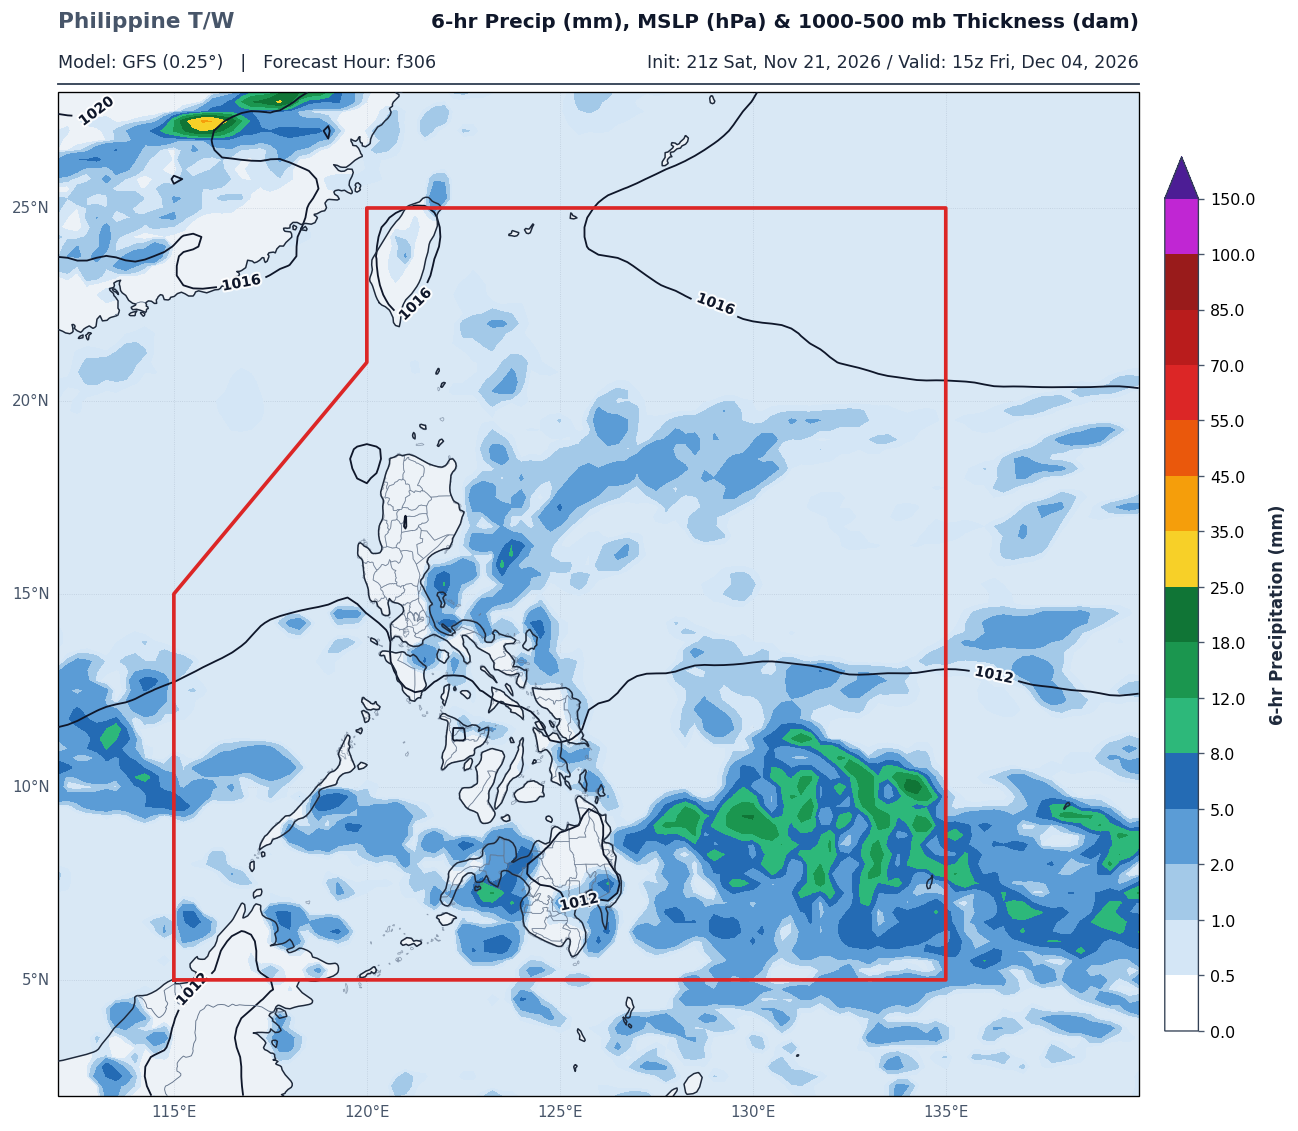 Philippine T/W
6-hr Precip (mm), MSLP (hPa) & 1000-500 mb Thickness (dam)
Model: GFS (0.25°) | Forecast Hour: f306
Init: 21z Sat, Nov 21, 2026 / Valid: 15z Fri, Dec 04, 2026
1020
1016
1016
1016
1012
1012
1012
25°N
20°N
15°N
10°N
5°N
115°E
120°E
125°E
130°E
135°E
150.0
100.0
85.0
70.0
55.0
45.0
35.0
25.0
18.0
12.0
8.0
5.0
2.0
1.0
0.5
0.0
6-hr Precipitation (mm)